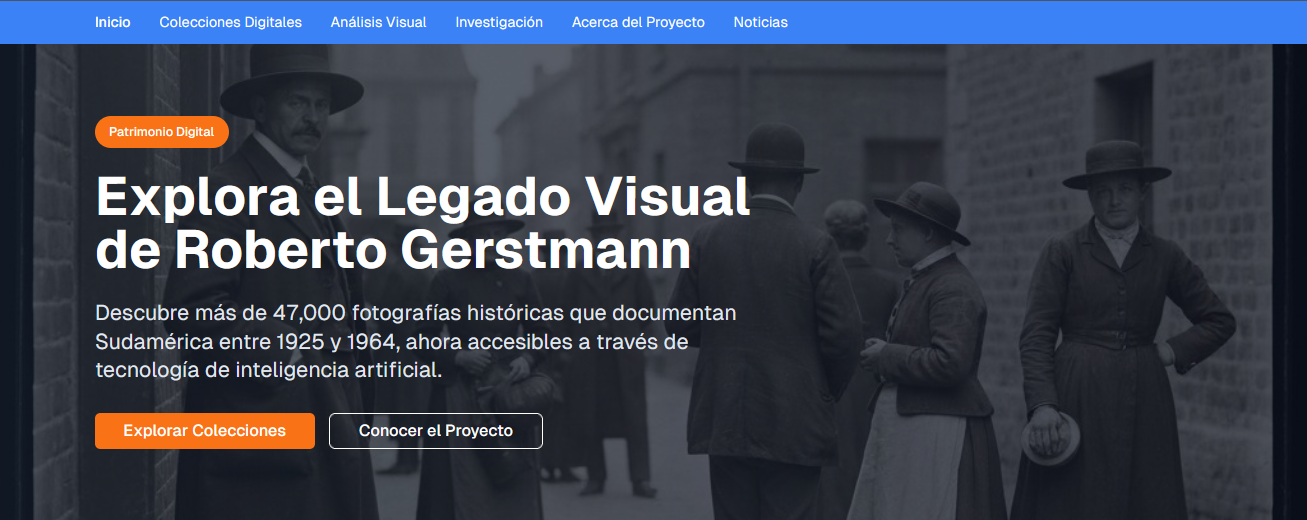 Inicio Colecciones Digitales Análisis Visual Investigación Acerca del Proyecto Noticias
Patrimonio Digital
Explora el Legado Visual
de Roberto Gerstmann
Descubre más de 47,000 fotografías históricas que documentan
Sudamérica entre 1925 y 1964, ahora accesibles a través de
tecnología de inteligencia artificial.
Explorar Colecciones Conocer el Proyecto